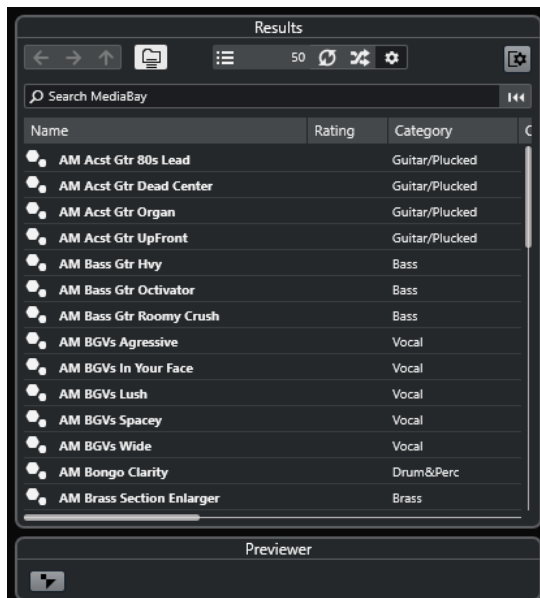 Results
50
Search MediaBay
Name Rating Category C
AM Acst Gtr 80s Lead Guitar/Plucked
AM Acst Gtr Dead Center Guitar/Plucked
AM Acst Gtr Organ Guitar/Plucked
AM Acst Gtr UpFront Guitar/Plucked
AM Bass Gtr Hvy Bass
AM Bass Gtr Octivator Bass
AM Bass Gtr Roomy Crush Bass
AM BGVs Agressive Vocal
AM BGVs In Your Face Vocal
AM BGVs Lush Vocal
AM BGVs Spacey Vocal
AM BGVs Wide Vocal
AM Bongo Clarity Drum&Perc
AM Brass Section Enlarger Brass
Previewer